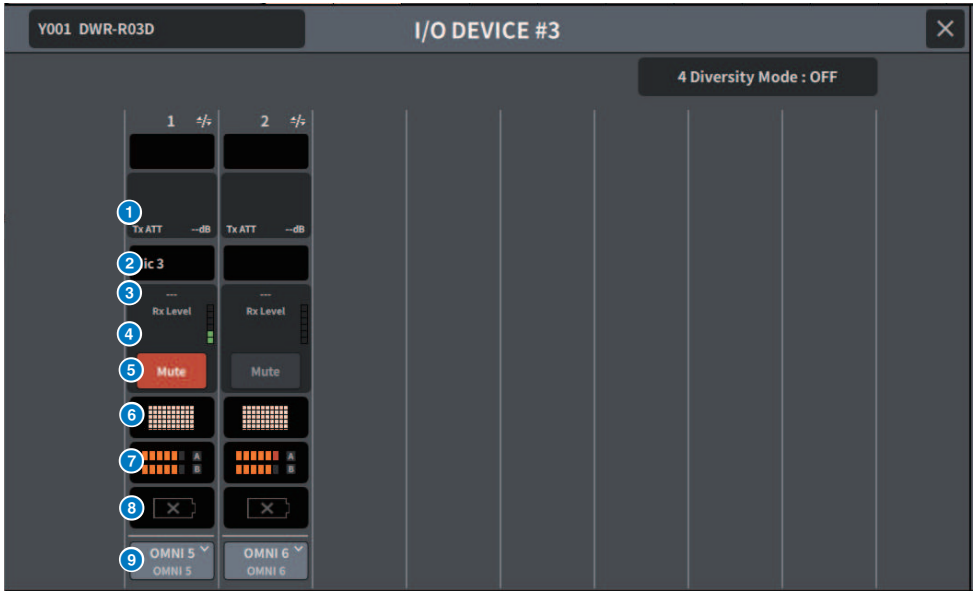 Y001 DWR-R03D
I/O DEVICE #3
4 Diversity Mode : OFF
1 +/- 2 +/-
1
Tx ATT --dB Tx ATT --dB
2 ic 3
3 --- ---
Rx Level Rx Level
4
5 Mute Mute
6
7 A A
B B
8
9 OMNI 5 OMNI 6
OMNI 5 OMNI 6